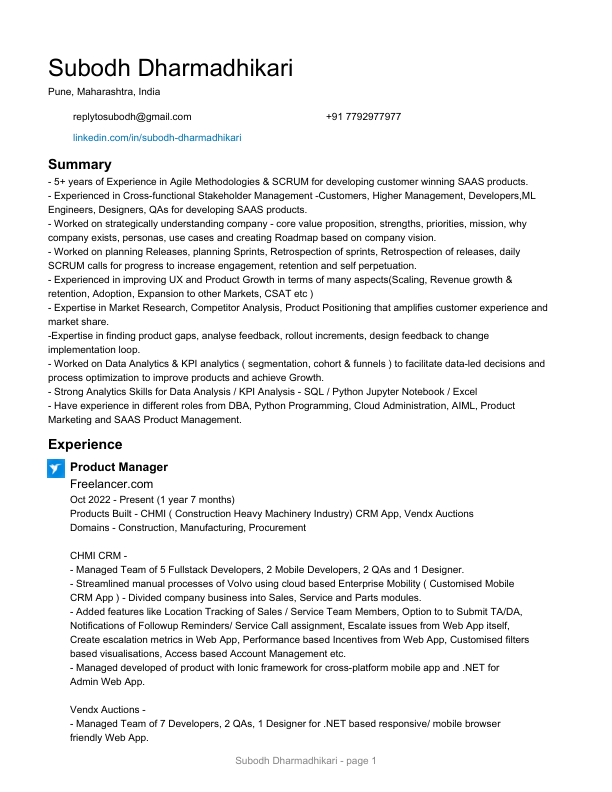 Subodh Dharmadhikari
Pune, Maharashtra, India
replytosubodh@gmail.com +91 7792977977
linkedin.com/in/subodh-dharmadhikari
Summary
- 5+ years of Experience in Agile Methodologies & SCRUM for developing customer winning SAAS products.
- Experienced in Cross-functional Stakeholder Management -Customers, Higher Management, Developers,ML
Engineers, Designers, QAs for developing SAAS products.
- Worked on strategically understanding company - core value proposition, strengths, priorities, mission, why
company exists, personas, use cases and creating Roadmap based on company vision.
- Worked on planning Releases, planning Sprints, Retrospection of sprints, Retrospection of releases, daily
SCRUM calls for progress to increase engagement, retention and self perpetuation.
- Experienced in improving UX and Product Growth in terms of many aspects(Scaling, Revenue growth &
retention, Adoption, Expansion to other Markets, CSAT etc )
- Expertise in Market Research, Competitor Analysis, Product Positioning that amplifies customer experience and
market share.
-Expertise in finding product gaps, analyse feedback, rollout increments, design feedback to change
implementation loop.
- Worked on Data Analytics & KPI analytics ( segmentation, cohort & funnels ) to facilitate data-led decisions and
process optimization to improve products and achieve Growth.
- Strong Analytics Skills for Data Analysis / KPI Analysis - SQL / Python Jupyter Notebook / Excel
- Have experience in different roles from DBA, Python Programming, Cloud Administration, AIML, Product
Marketing and SAAS Product Management.
Experience
Product Manager
Freelancer.com
Oct 2022 - Present (1 year 7 months)
Products Built - CHMI ( Construction Heavy Machinery Industry) CRM App, Vendx Auctions
Domains - Construction, Manufacturing, Procurement
CHMI CRM -
- Managed Team of 5 Fullstack Developers, 2 Mobile Developers, 2 QAs and 1 Designer.
- Streamlined manual processes of Volvo using cloud based Enterprise Mobility ( Customised Mobile
CRM App ) - Divided company business into Sales, Service and Parts modules.
- Added features like Location Tracking of Sales / Service Team Members, Option to to Submit TA/DA,
Notifications of Followup Reminders/ Service Call assignment, Escalate issues from Web App itself,
Create escalation metrics in Web App, Performance based Incentives from Web App, Customised filters
based visualisations, Access based Account Management etc.
- Managed developed of product with Ionic framework for cross-platform mobile app and .NET for
Admin Web App.
Vendx Auctions -
- Managed Team of 7 Developers, 2 QAs, 1 Designer for .NET based responsive/ mobile browser
friendly Web App.
Subodh Dharmadhikari - page 1